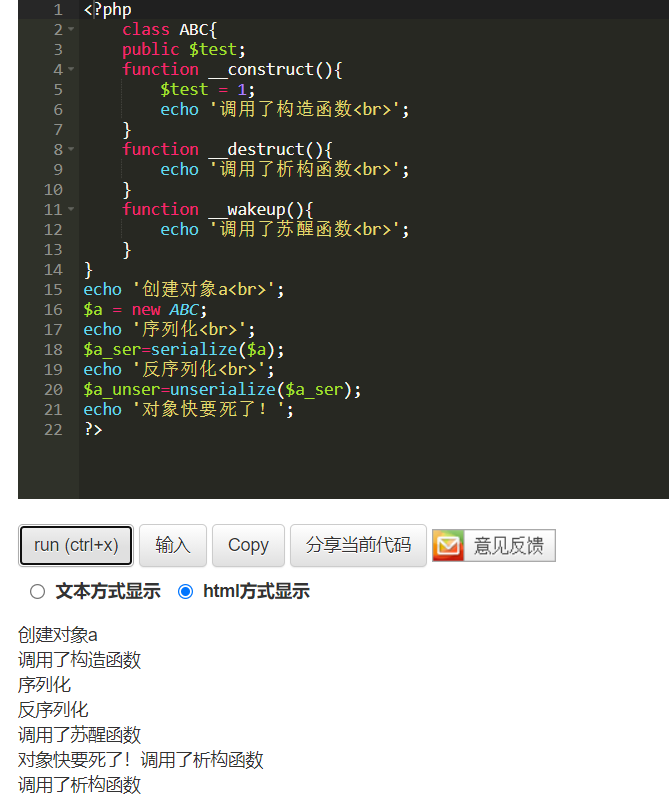 1 <?php
2 class ABC{
3 public $test;
4 function __construct(){
5 $test = 1;
6 echo '调用了构造函数<br>';
7 }
8 function __destruct(){
9 echo '调用了析构函数<br>';
10 }
11 function __wakeup(){
12 echo '调用了苏醒函数<br>';
13 }
14 }
15 echo '创建对象a<br>';
16 $a = new ABC;
17 echo '序列化<br>';
18 $a_ser=serialize($a);
19 echo '反序列化<br>';
20 $a_unser=unserialize($a_ser);
21 echo '对象快要死了！';
22 ?>
run (ctrl+x) 输入 Copy 分享当前代码 意见反馈
文本方式显示 html方式显示
创建对象a
调用了构造函数
序列化
反序列化
调用了苏醒函数
对象快要死了！调用了析构函数
调用了析构函数